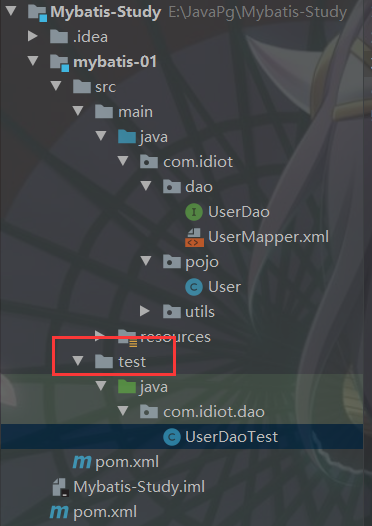 Mybatis-Study E:\JavaPg\Mybatis-Study
.idea
mybatis-01
src
main
java
com.idiot
dao
UserDao
UserMapper.xml
pojo
User
utils
resources
test
java
com.idiot.dao
UserDaoTest
pom.xml
Mybatis-Study.iml
pom.xml